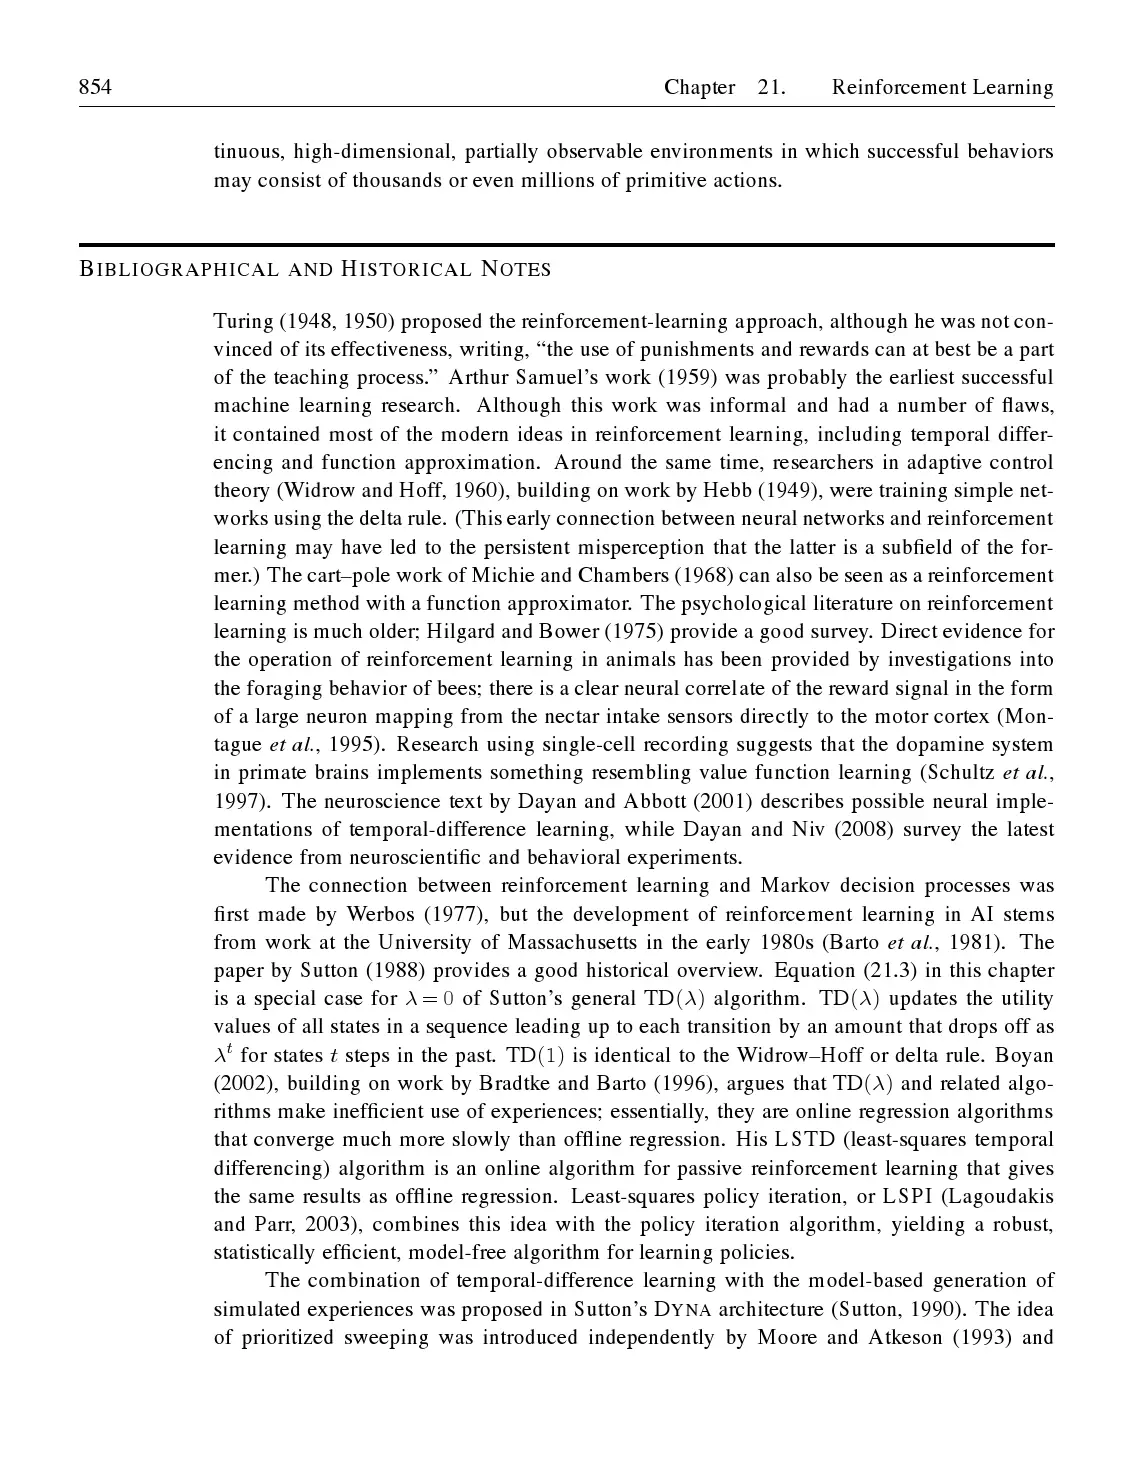 854 Chapter 21. Reinforcement Learning
tinuous, high-dimensional, partially observable environments in which successful behaviors
may consist of thousands or even millions of primitive actions.
BIBLIOGRAPHICAL AND HISTORICAL NOTES
Turing (1948, 1950) proposed the reinforcement-learning approach, although he was not con-
vinced of its effectiveness, writing, “the use of punishments and rewards can at best be a part
of the teaching process.” Arthur Samuel’s work (1959) was probably the earliest successful
machine learning research. Although this work was informal and had a number of flaws,
it contained most of the modern ideas in reinforcement learning, including temporal differ-
encing and function approximation. Around the same time, researchers in adaptive control
theory (Widrow and Hoff, 1960), building on work by Hebb (1949), were training simple net-
works using the delta rule. (This early connection between neural networks and reinforcement
learning may have led to the persistent misperception that the latter is a subfield of the for-
mer.) The cart–pole work of Michie and Chambers (1968) can also be seen as a reinforcement
learning method with a function approximator. The psychological literature on reinforcement
learning is much older; Hilgard and Bower (1975) provide a good survey. Direct evidence for
the operation of reinforcement learning in animals has been provided by investigations into
the foraging behavior of bees; there is a clear neural correlate of the reward signal in the form
of a large neuron mapping from the nectar intake sensors directly to the motor cortex (Mon-
tague et al., 1995). Research using single-cell recording suggests that the dopamine system
in primate brains implements something resembling value function learning (Schultz et al.,
1997). The neuroscience text by Dayan and Abbott (2001) describes possible neural imple-
mentations of temporal-difference learning, while Dayan and Niv (2008) survey the latest
evidence from neuroscientific and behavioral experiments.
The connection between reinforcement learning and Markov decision processes was
first made by Werbos (1977), but the development of reinforcement learning in AI stems
from work at the University of Massachusetts in the early 1980s (Barto et al., 1981). The
paper by Sutton (1988) provides a good historical overview. Equation (21.3) in this chapter
is a special case for λ = 0 of Sutton’s general TD(λ) algorithm. TD(λ) updates the utility
values of all states in a sequence leading up to each transition by an amount that drops off as
λ^t for states t steps in the past. TD(1) is identical to the Widrow–Hoff or delta rule. Boyan
(2002), building on work by Bradtke and Barto (1996), argues that TD(λ) and related algo-
rithms make inefficient use of experiences; essentially, they are online regression algorithms
that converge much more slowly than offline regression. His LSTD (least-squares temporal
differencing) algorithm is an online algorithm for passive reinforcement learning that gives
the same results as offline regression. Least-squares policy iteration, or LSPI (Lagoudakis
and Parr, 2003), combines this idea with the policy iteration algorithm, yielding a robust,
statistically efficient, model-free algorithm for learning policies.
The combination of temporal-difference learning with the model-based generation of
simulated experiences was proposed in Sutton’s DYNA architecture (Sutton, 1990). The idea
of prioritized sweeping was introduced independently by Moore and Atkeson (1993) and